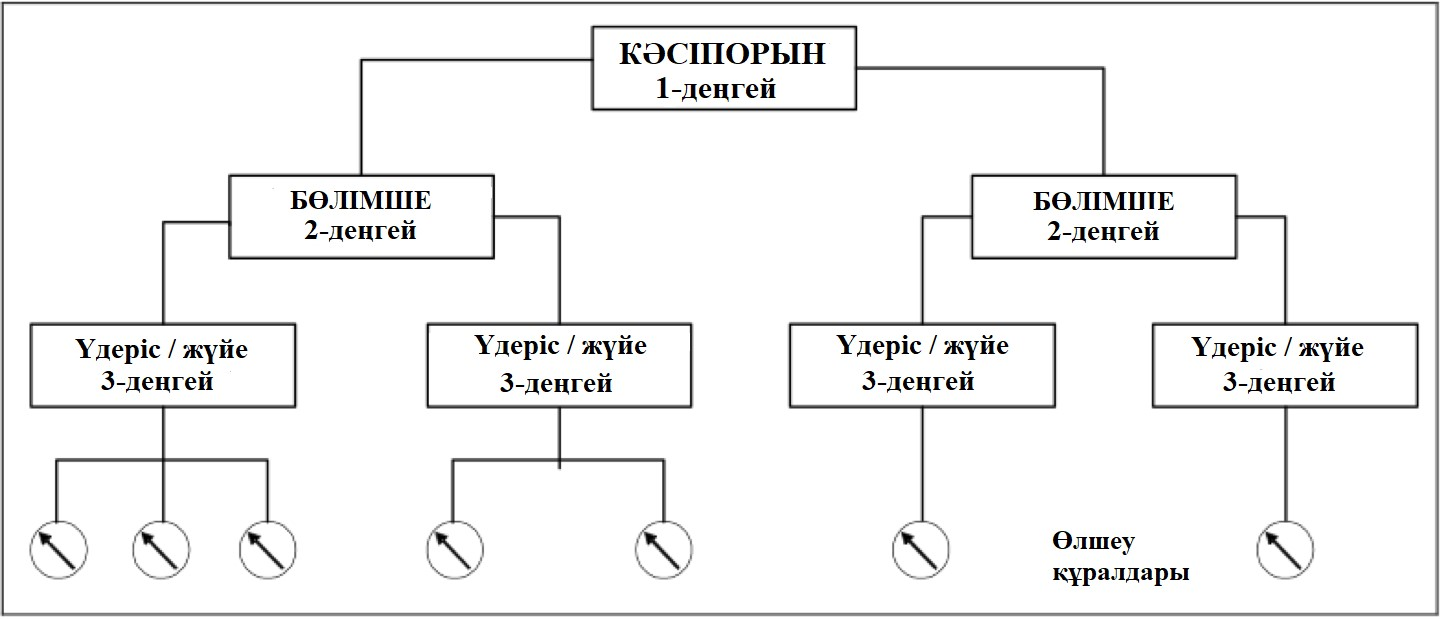 КӘСІПОРЫН
1-деңгей
БӨЛІМШЕ
2-деңгей
БӨЛІМШЕ
2-деңгей
Үдеріс / жүйе
3-деңгей
Үдеріс / жүйе
3-деңгей
Үдеріс / жүйе
3-деңгей
Үдеріс / жүйе
3-деңгей
Өлшеу
құралдары